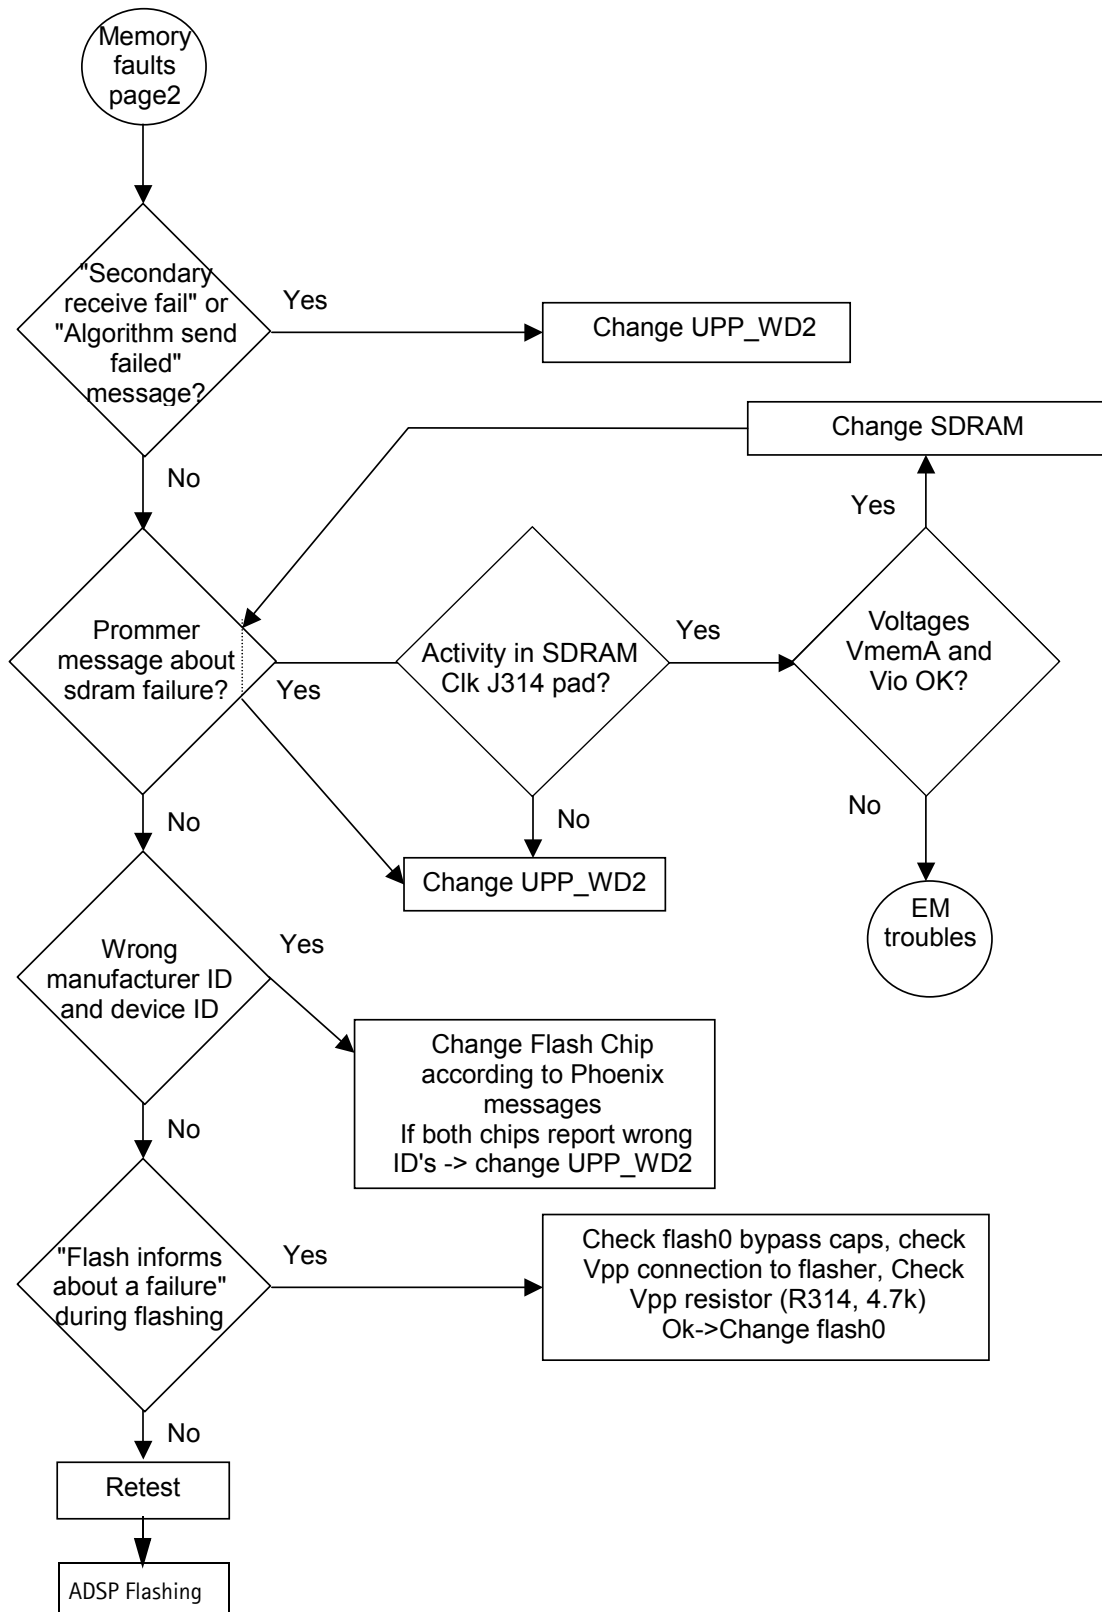 Memory
faults
page2
"Secondary
receive fail" or
"Algorithm send
failed"
message?
Yes
Change UPP_WD2
No
Change SDRAM
Yes
Prommer
message about
sdram failure?
Yes
Activity in SDRAM
Clk J314 pad?
Yes
Voltages
VmemA and
Vio OK?
No
No
No
Change UPP_WD2
EM
troubles
Wrong
manufacturer ID
and device ID
Yes
Change Flash Chip
according to Phoenix
messages
If both chips report wrong
ID's -> change UPP_WD2
No
"Flash informs
about a failure"
during flashing
Yes
Check flash0 bypass caps, check
Vpp connection to flasher, Check
Vpp resistor (R314, 4.7k)
Ok->Change flash0
No
Retest
ADSP Flashing